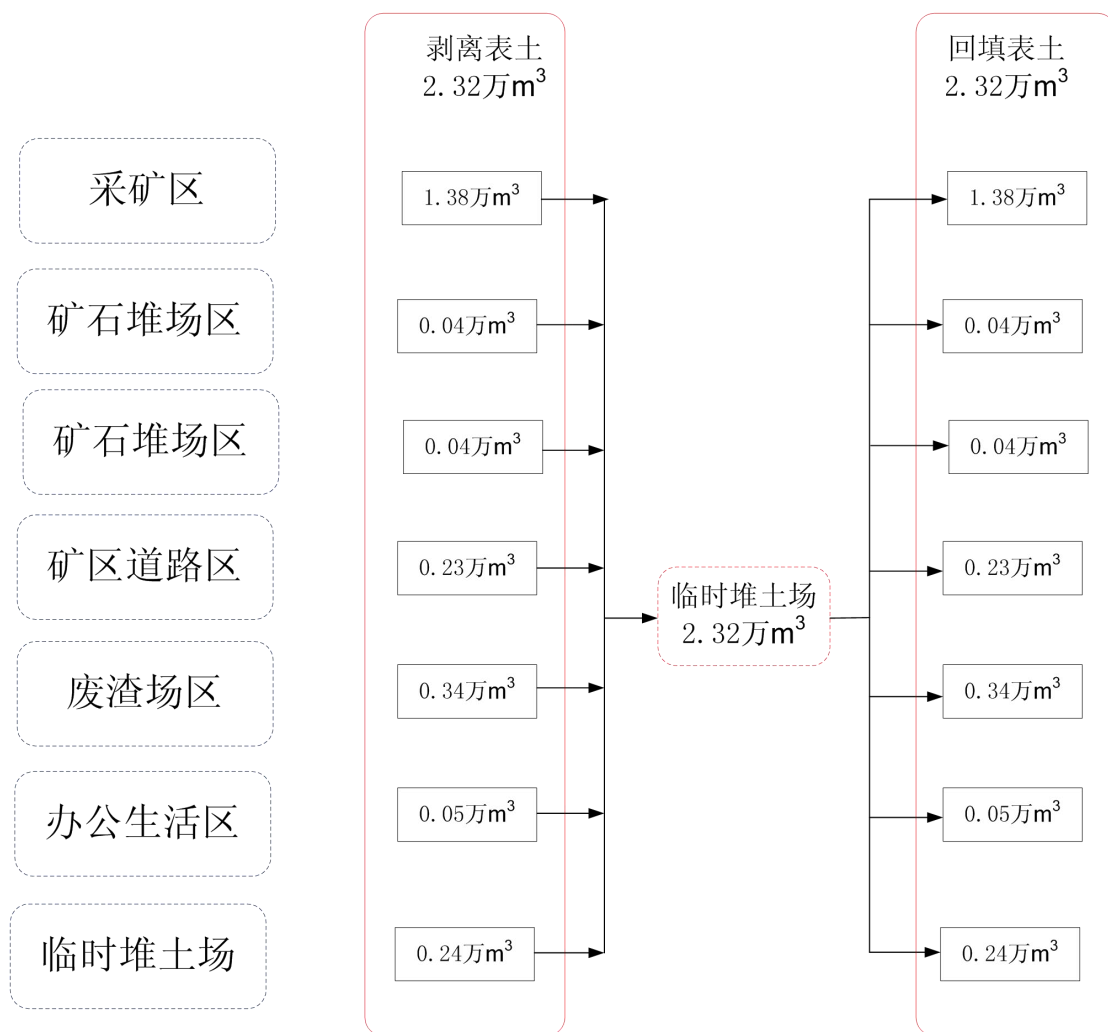 剥离表土
2.32万m³
回填表土
2.32万m³
采矿区
1.38万m³
1.38万m³
矿石堆场区
0.04万m³
0.04万m³
矿石堆场区
0.04万m³
0.04万m³
矿区道路区
0.23万m³
0.23万m³
临时堆土场
2.32万m³
废渣场区
0.34万m³
0.34万m³
办公生活区
0.05万m³
0.05万m³
临时堆土场
0.24万m³
0.24万m³